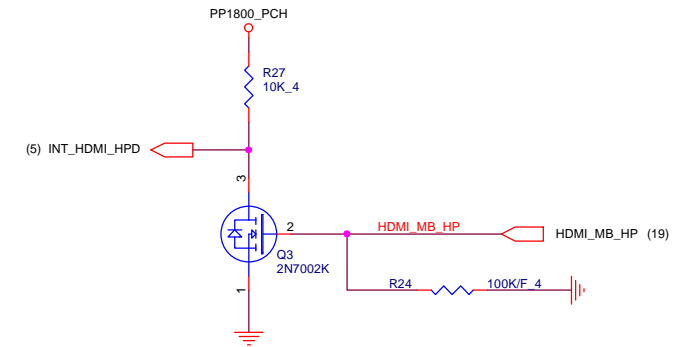 PP1800_PCH
R27
10K_4
(5) INT_HDMI_HPD
3
2
HDMI_MB_HP
HDMI_MB_HP (19)
Q3
2N7002K
R24
100K/F_4
1